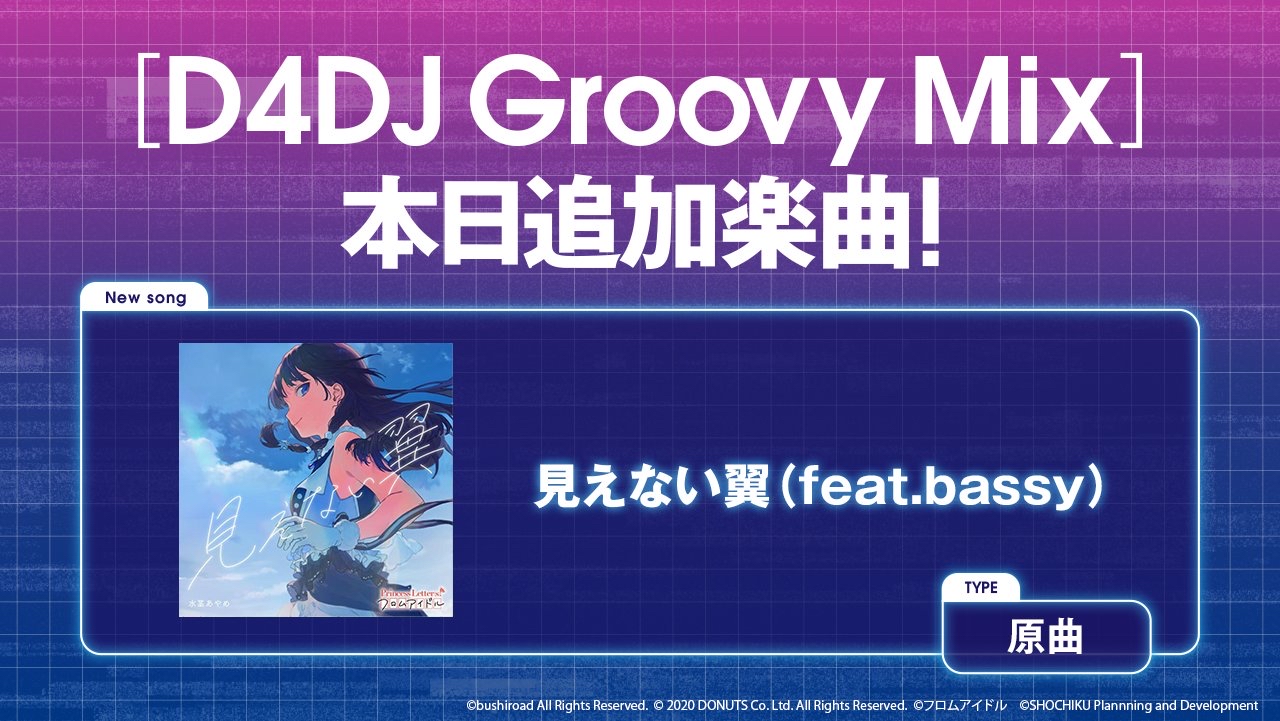 [D4DJ Groovy Mix]
本日追加楽曲!
New song
見えない翼
水茎あやめ
Princess Letter(s)!
フロムアイドル
見えない翼(feat.bassy)
TYPE
原曲
©bushiroad All Rights Reserved. © 2020 DONUTS Co. Ltd. All Rights Reserved. ©フロムアイドル ©SHOCHIKU Plannning and Development